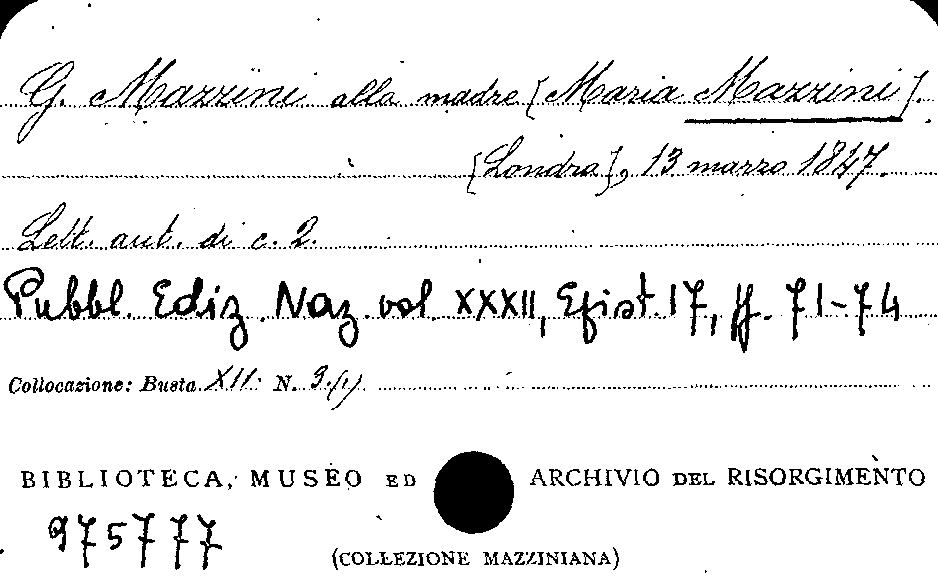 G. Mazzini alla madre [Maria Mazzini].
[Londra], 13 marzo 1847.
Lett. aut. di c. 2.
Pubbl. Ediz. Naz. vol. XXXII, Epist. 17, pp. 71-74
Collocazione: Busta XII N. 9.(1)
BIBLIOTECA, MUSEO ED ARCHIVIO DEL RISORGIMENTO
975777
(COLLEZIONE MAZZINIANA)